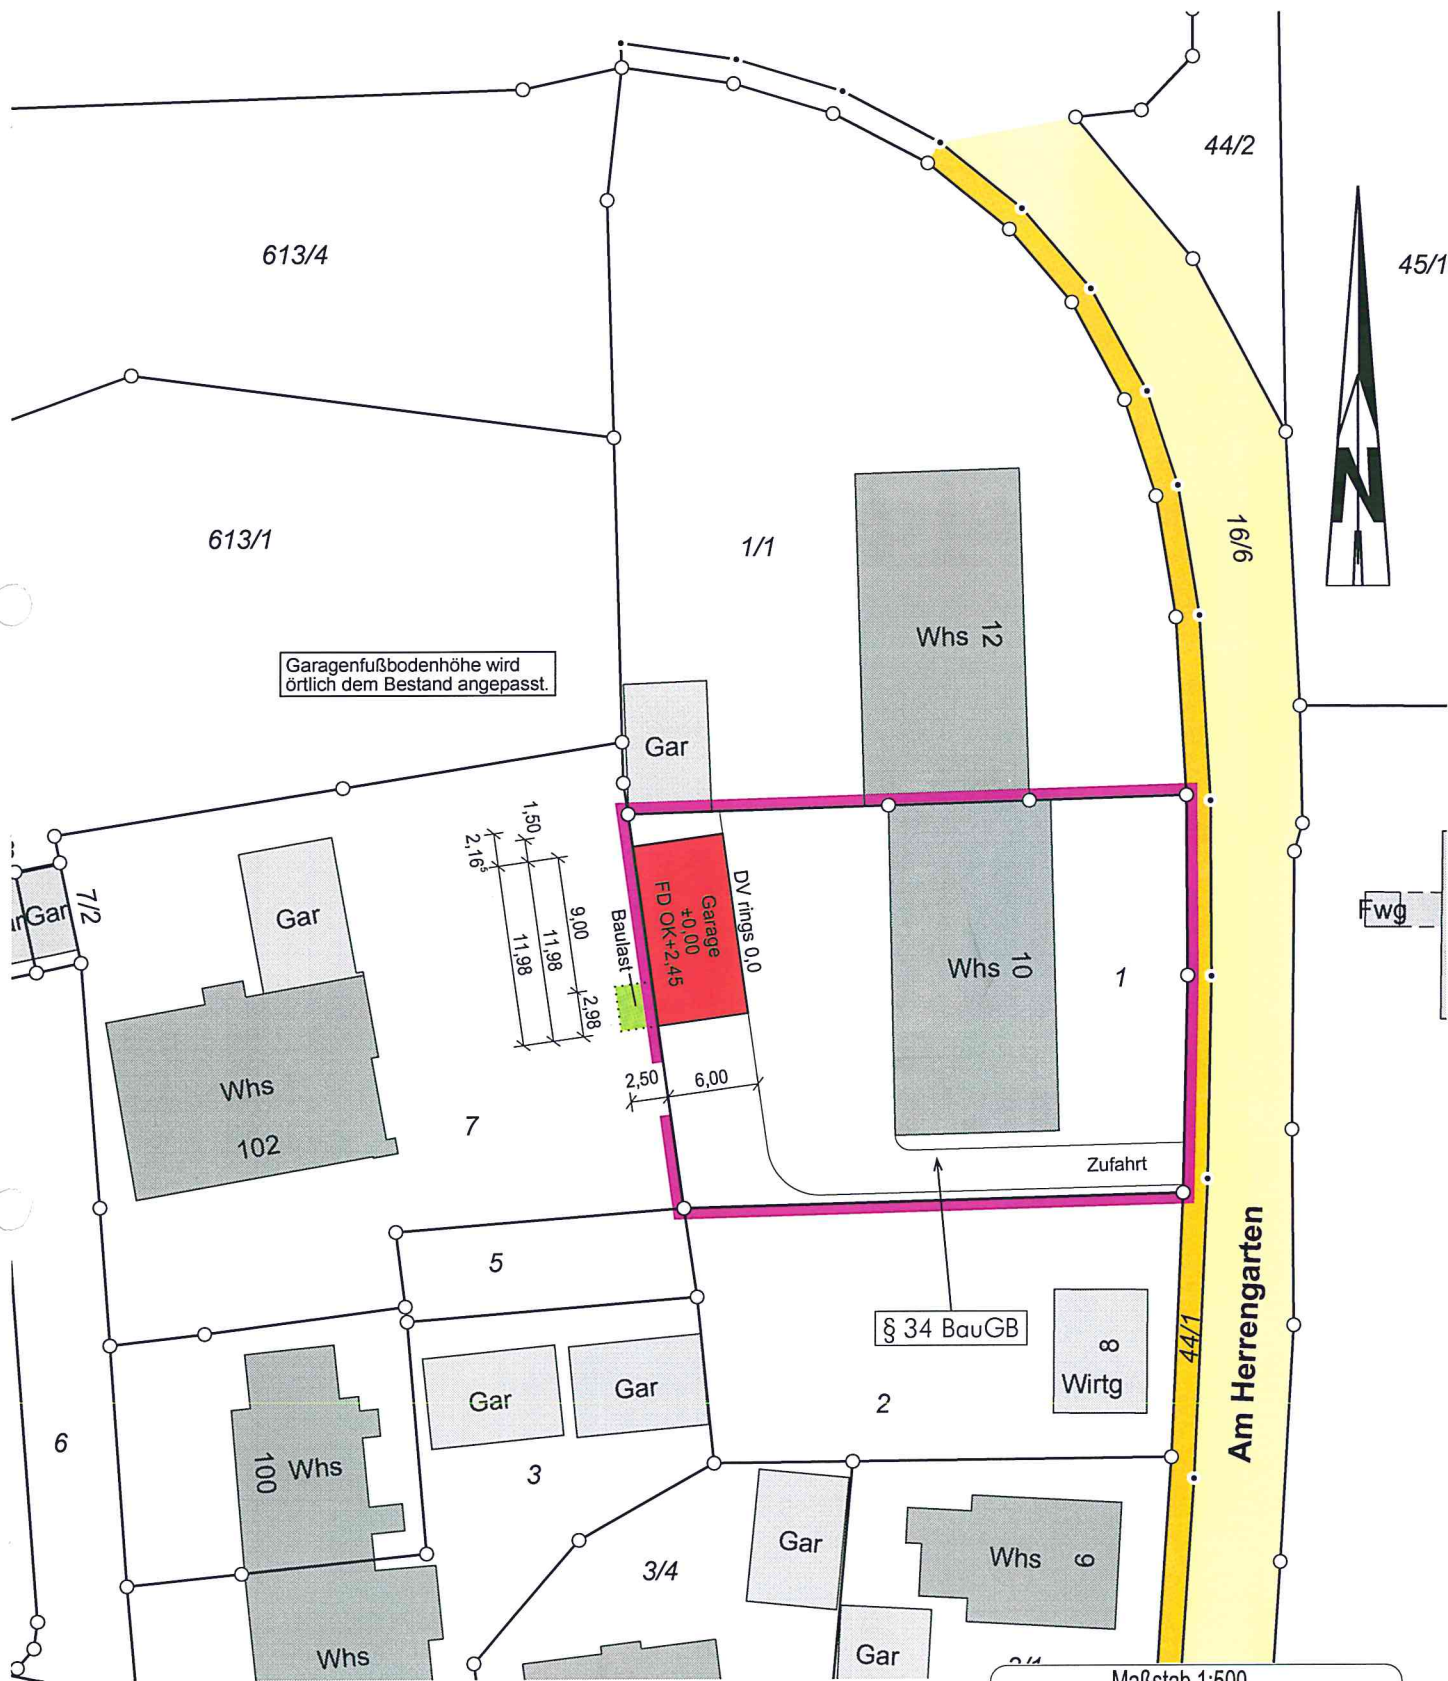 44/2
613/4
45/1
N
16/6
613/1
1/1
Whs 12
Garagenfußbodenhöhe wird
örtlich dem Bestand angepasst.
Gar
1,50
2,16⁵
7/2
Gar
Gar
9,00
11,98
11,98
2,98
Baulast
Garage
±0,00
FD OK+2,45
DV rings 0,0
Whs 10
1
Fwg
Whs
102
7
2,50
6,00
Zufahrt
5
§ 34 BauGB
44/1
Am Herrengarten
8
Wirtg
Gar
Gar
2
6
100
Whs
3
Gar
3/4
Whs 6
Whs
Gar
Maßstab 1:500